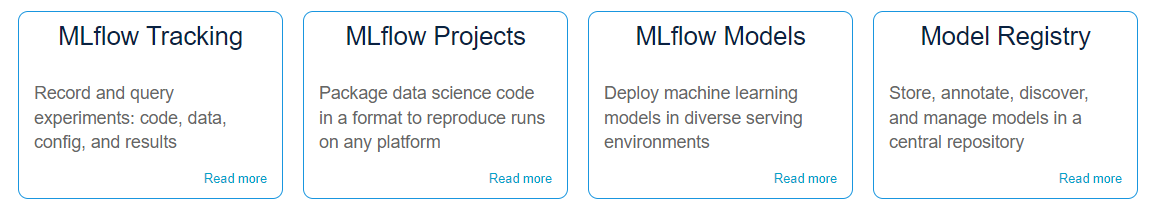 MLflow Tracking
Record and query
experiments: code, data,
config, and results
Read more
MLflow Projects
Package data science code
in a format to reproduce runs
on any platform
Read more
MLflow Models
Deploy machine learning
models in diverse serving
environments
Read more
Model Registry
Store, annotate, discover,
and manage models in a
central repository
Read more